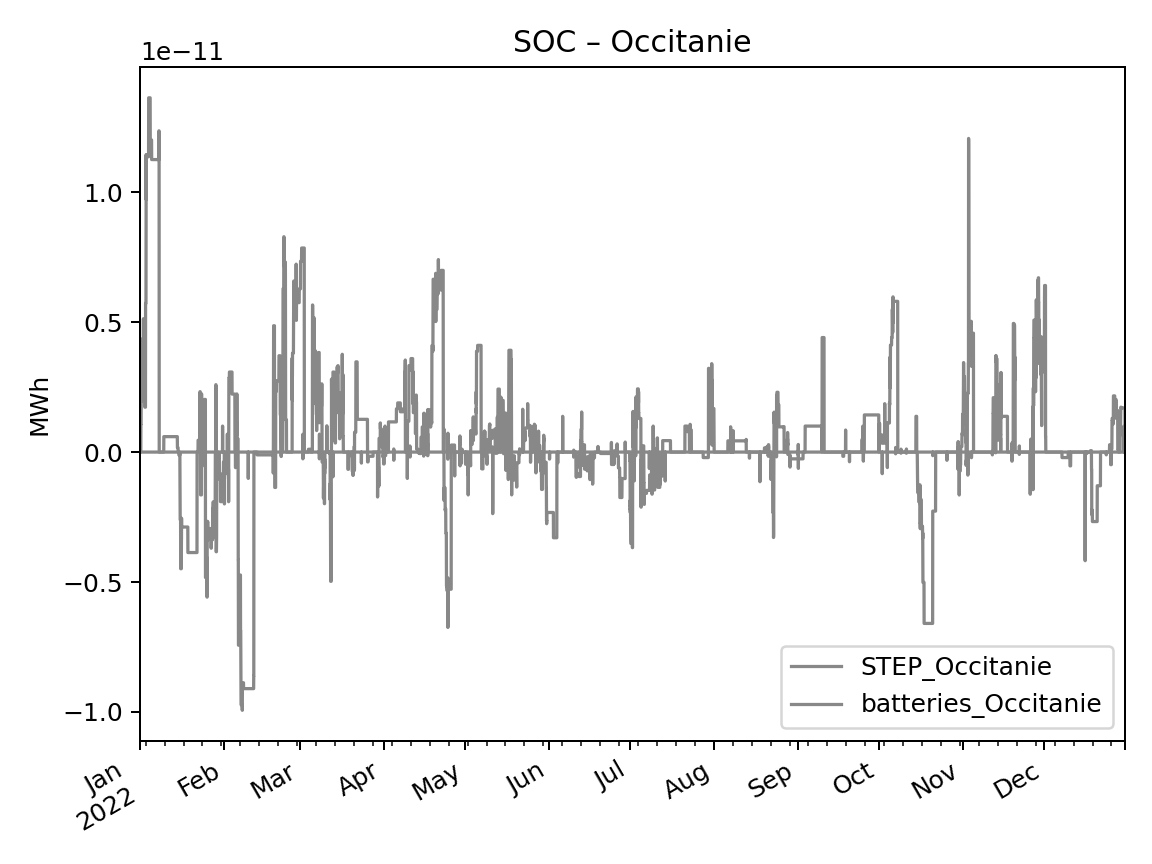 SOC – Occitanie
1e−11
MWh
1.0
0.5
0.0
−0.5
−1.0
Jan
2022
Feb
Mar
Apr
May
Jun
Jul
Aug
Sep
Oct
Nov
Dec
STEP_Occitanie
batteries_Occitanie